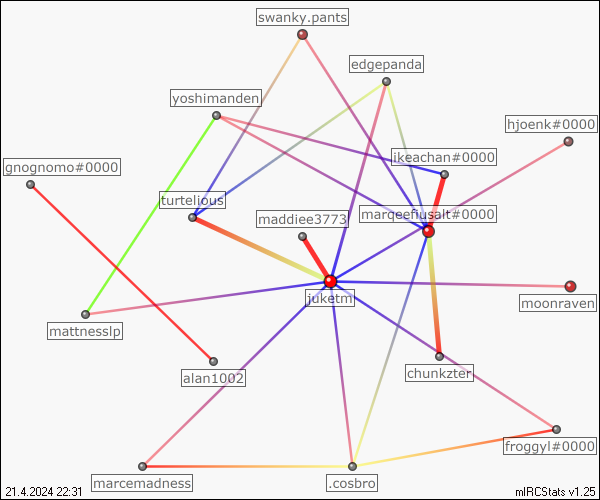 swanky.pants
edgepanda
yoshimanden
hjoenk#0000
ikeachan#0000
gnognomo#0000
turtelious
marqeefiusalt#0000
maddiee3773
juketm
moonraven
mattnesslp
chunkzter
alan1002
froggyl#0000
marcemadness
.cosbro
21.4.2024 22:31
mIRCStats v1.25